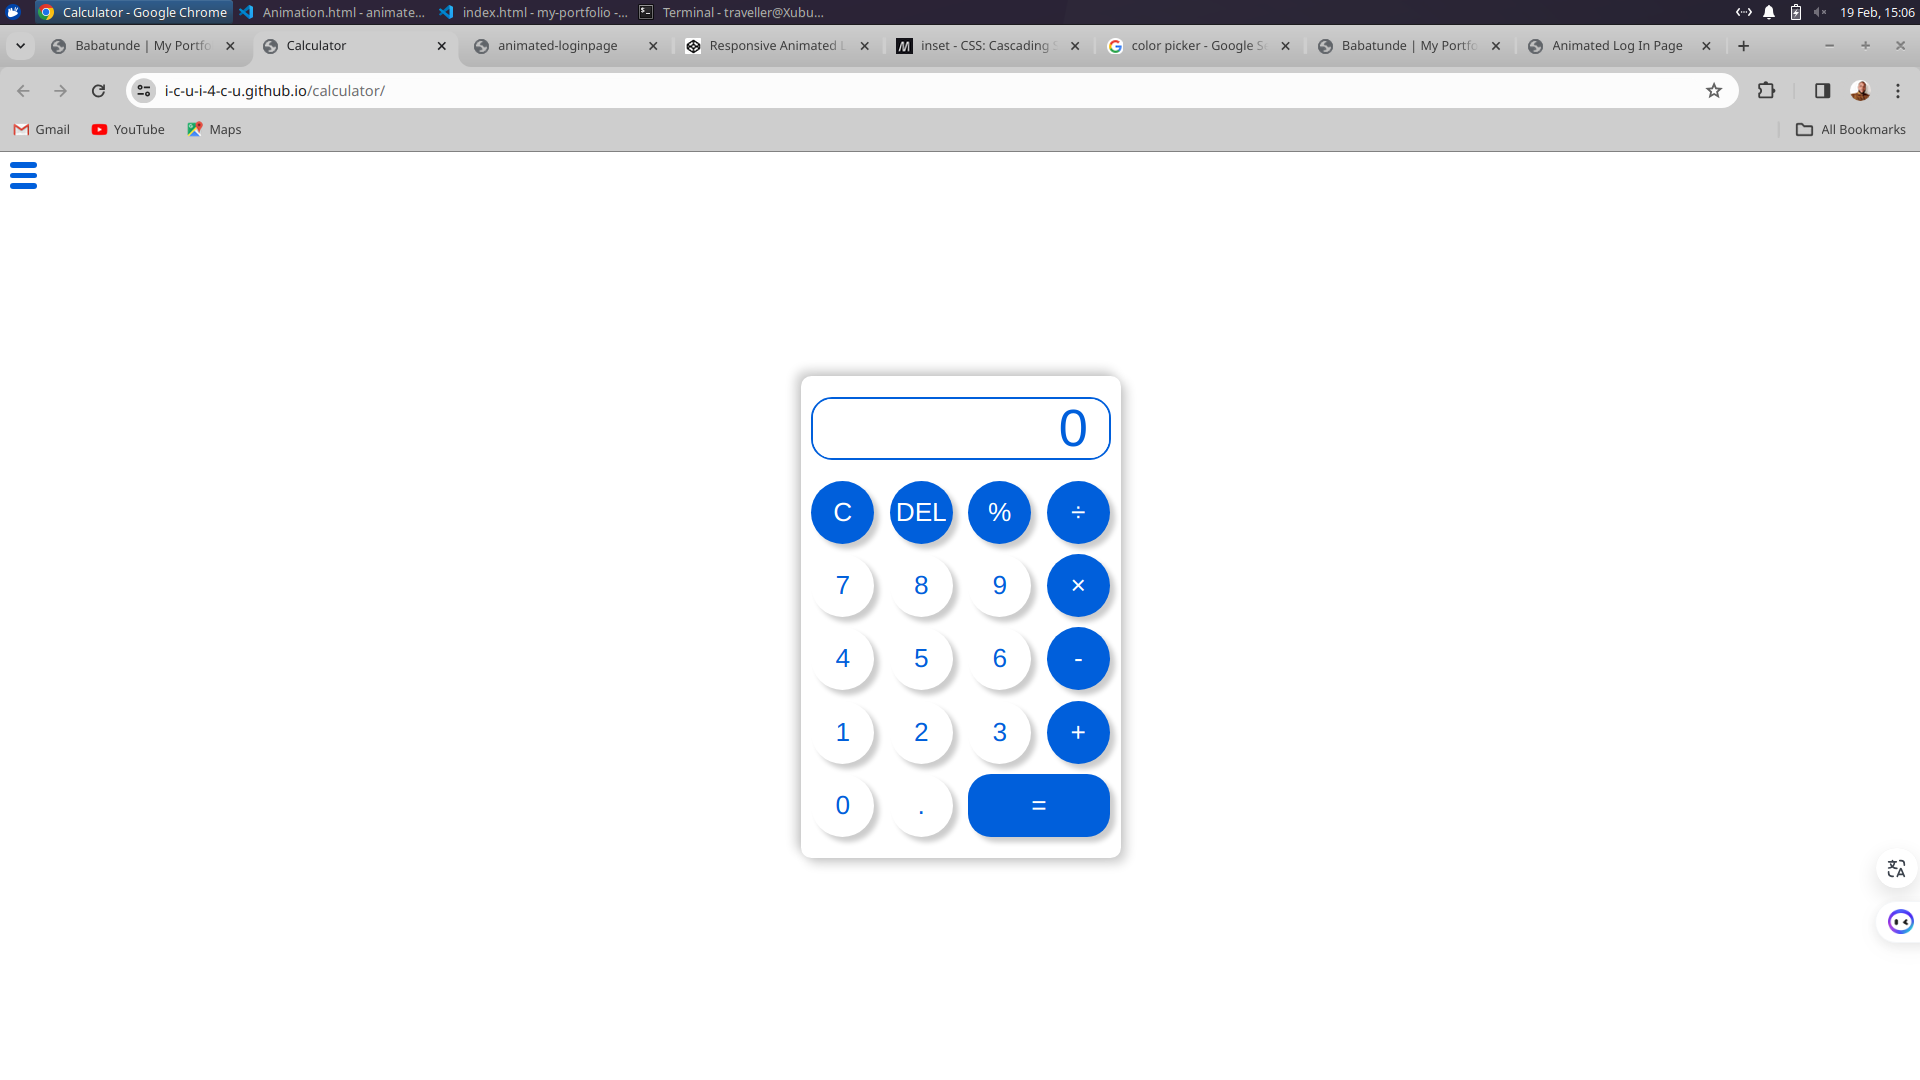 Calculator - Google Chrome
Animation.html - animate...
index.html - my-portfolio -...
Terminal - traveller@Xubu...
19 Feb, 15:06
Babatunde | My Portfo
Calculator
animated-loginpage
Responsive Animated L
inset - CSS: Cascading S
color picker - Google Se
Babatunde | My Portfo
Animated Log In Page
i-c-u-i-4-c-u.github.io/calculator/
Gmail
YouTube
Maps
All Bookmarks
0
C DEL % ÷
7 8 9 ×
4 5 6 -
1 2 3 +
0 . =